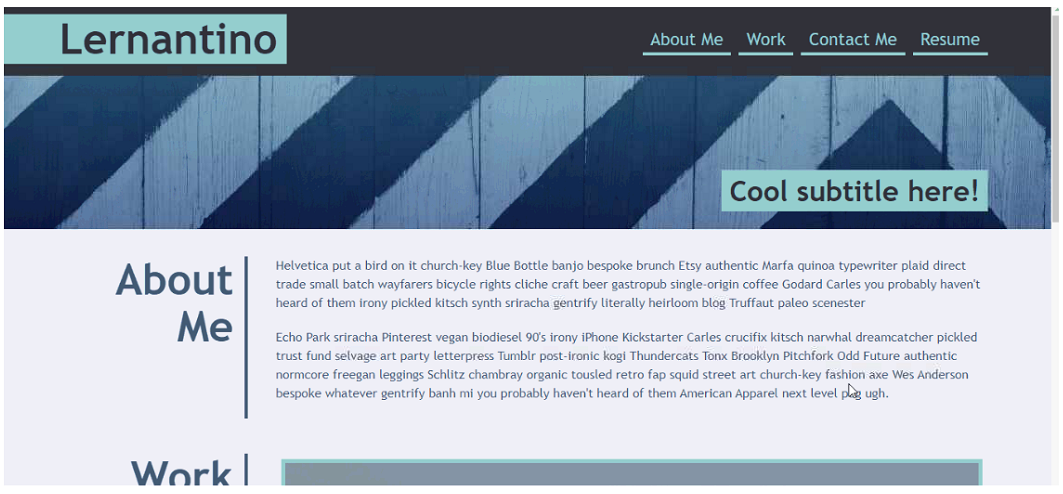 Lernantino
About Me Work Contact Me Resume
Cool subtitle here!
About
Me
Helvetica put a bird on it church-key Blue Bottle banjo bespoke brunch Etsy authentic Marfa quinoa typewriter plaid direct
trade small batch wayfarers bicycle rights cliche craft beer gastropub single-origin coffee Godard Carles you probably haven't
heard of them irony pickled kitsch synth sriracha gentrify literally heirloom blog Truffaut paleo scenester
Echo Park sriracha Pinterest vegan biodiesel 90's irony iPhone Kickstarter Carles crucifix kitsch narwhal dreamcatcher pickled
trust fund selvage art party letterpress Tumblr post-ironic kogi Thundercats Tonx Brooklyn Pitchfork Odd Future authentic
normcore freegan leggings Schlitz chambray organic tousled retro fap squid street art church-key fashion axe Wes Anderson
bespoke whatever gentrify banh mi you probably haven't heard of them American Apparel next level pug ugh.
Work